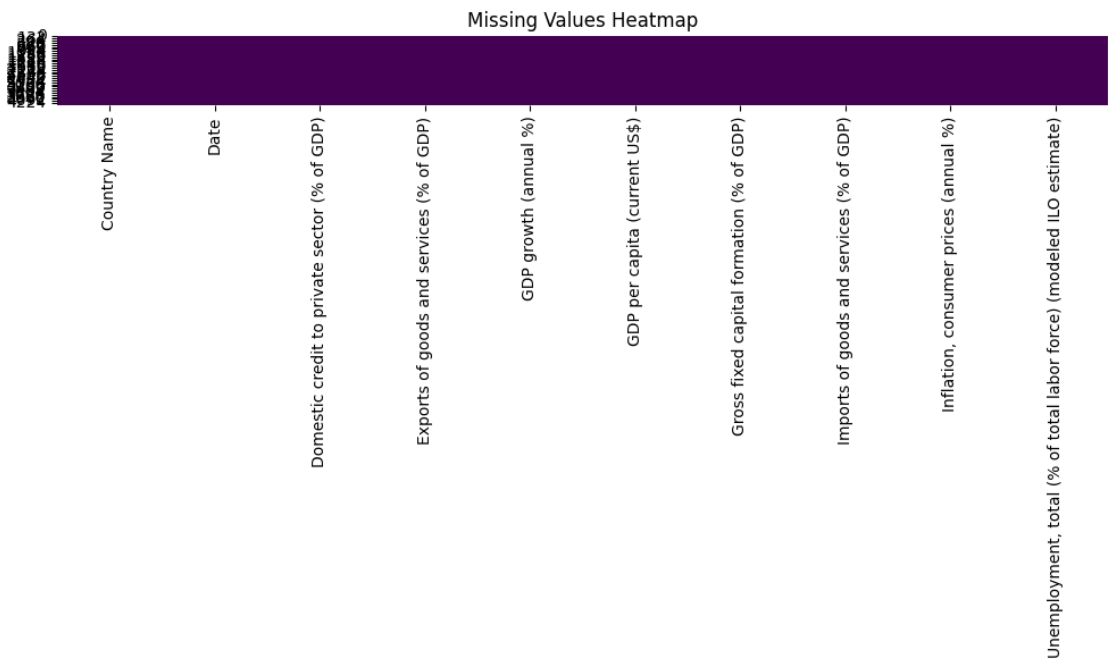 Missing Values Heatmap
Country Name
Date
Domestic credit to private sector (% of GDP)
Exports of goods and services (% of GDP)
GDP growth (annual %)
GDP per capita (current US$)
Gross fixed capital formation (% of GDP)
Imports of goods and services (% of GDP)
Inflation, consumer prices (annual %)
Unemployment, total (% of total labor force) (modeled ILO estimate)